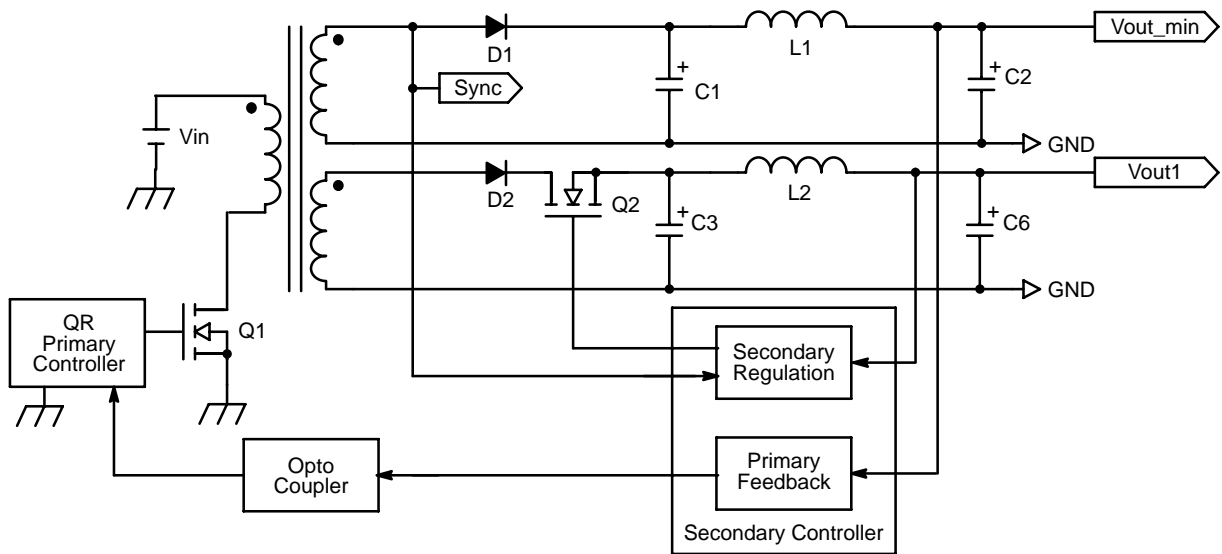 Vout_min
D1
L1
+
C1
+
C2
Sync
Vin
GND
Vout1
D2
Q2
L2
+
C3
+
C6
GND
QR
Primary
Controller
Q1
Secondary
Regulation
Opto
Coupler
Primary
Feedback
Secondary Controller